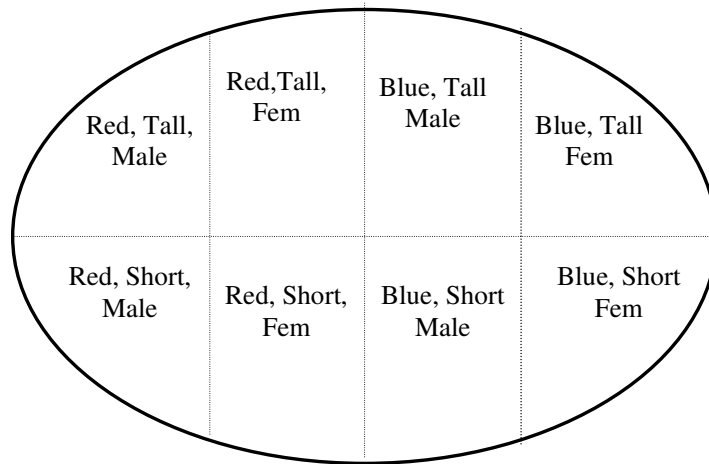 Red, Tall,
Male
Red,Tall,
Fem
Blue, Tall
Male
Blue, Tall
Fem
Red, Short,
Male
Red, Short,
Fem
Blue, Short
Male
Blue, Short
Fem